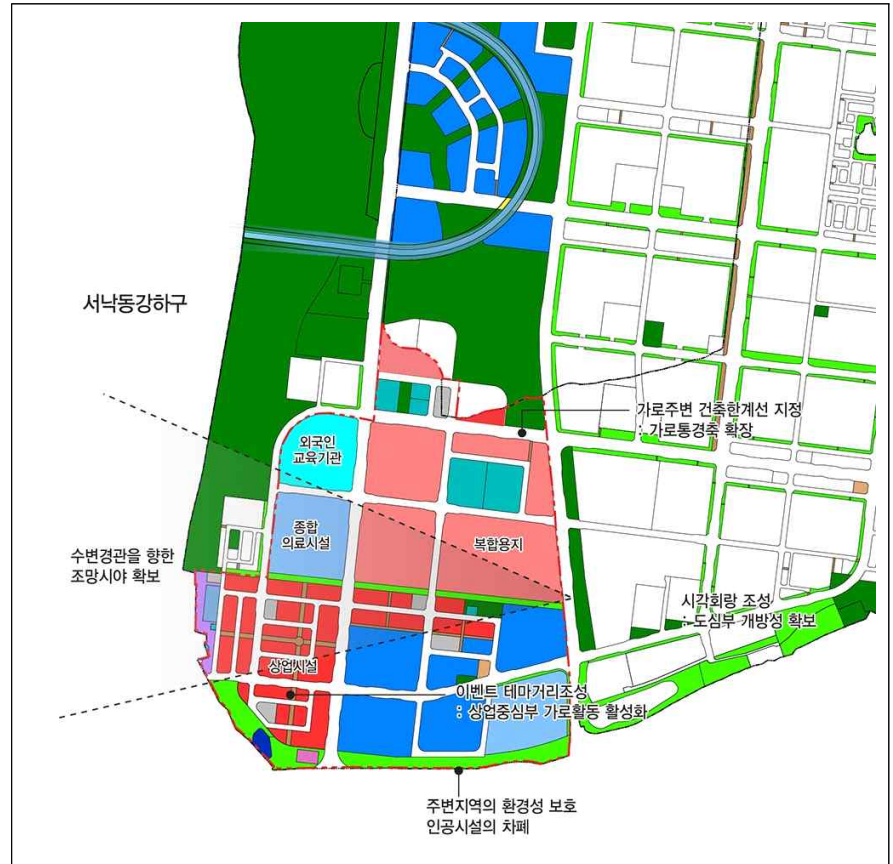 서낙동강하구
가로주변 건축한계선 지정
: 가로통경축 확장
외국인
교육기관
종합
의료시설
복합용지
수변경관을 향한
조망시야 확보
시각회랑 조성
: 도심부 개방성 확보
상업시설
이벤트 테마거리조성
: 상업중심부 가로활동 활성화
주변지역의 환경성 보호
인공시설의 차폐